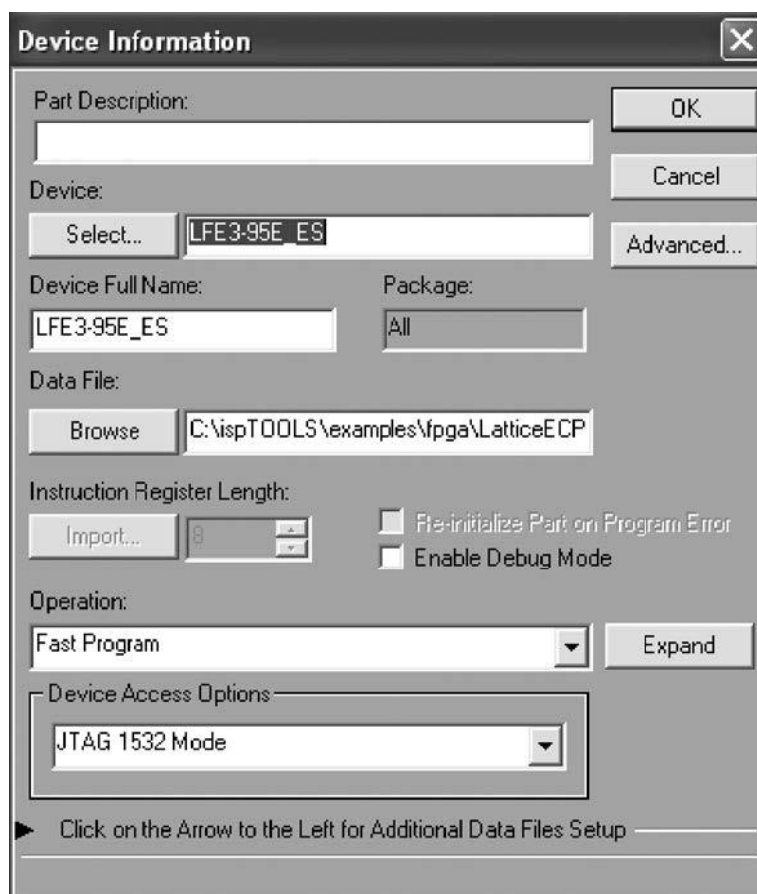 Device Information
Part Description:
OK
Device:
Cancel
Select...
LFE3-95E_ES
Advanced...
Device Full Name:
Package:
LFE3-95E_ES
All
Data File:
Browse
C:\ispTOOLS\examples\fpga\LatticeECP
Instruction Register Length:
Import...
8
Re-initialize Part on Program Error
Enable Debug Mode
Operation:
Fast Program
Expand
Device Access Options
JTAG 1532 Mode
Click on the Arrow to the Left for Additional Data Files Setup